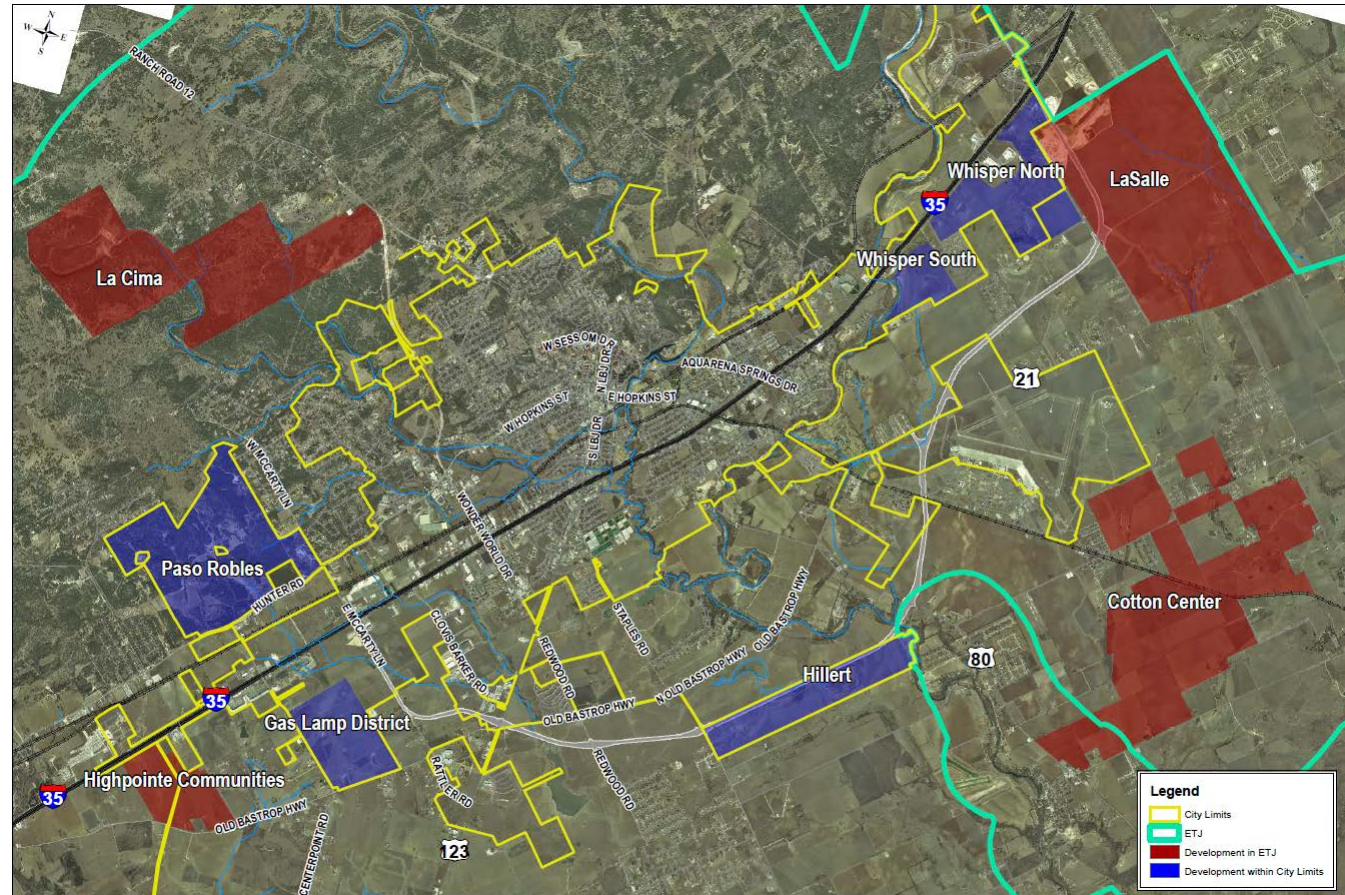 N
W E
S
RANCH ROAD 12
Whisper North
LaSalle
35
La Cima
Whisper South
W SESSOM DR
N LBJ DR
AQUARENA SPRINGS DR
21
E HOPKINS ST
W HOPKINS ST
S LBJ DR
W MCCARTY LN
WONDER WORLD DR
Paso Robles
HUNTER RD
Cotton Center
E MCCARTY LN
CLOVIS BARKER RD
REDWOOD RD
STAPLES RD
OLD BASTROP HWY
N OLD BASTROP HWY
80
Hillert
35
Gas Lamp District
OLD BASTROP HWY
REDWOOD RD
Highpointe Communities
RATTLER RD
35
OLD BASTROP HWY
CENTERPOINT RD
123
Legend
City Limits
ETJ
Development in ETJ
Development within City Limits